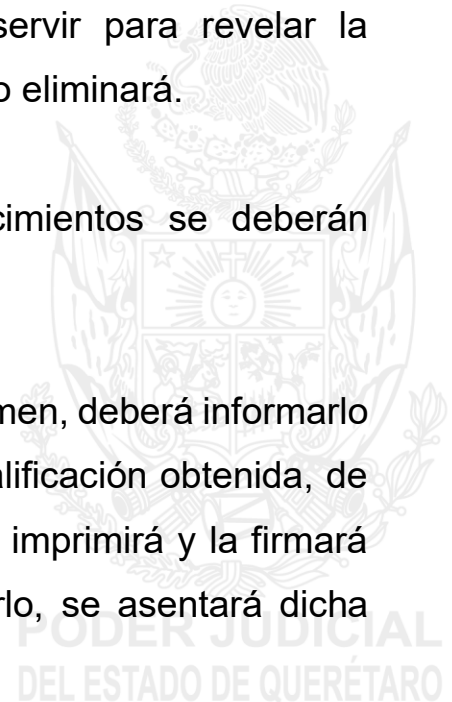 servir para revelar la
o eliminará.
cimientos se deberán
men, deberá informarlo
alificación obtenida, de
imprimirá y la firmará
rlo, se asentará dicha
PODER JUDICIAL
DEL ESTADO DE QUERÉTARO